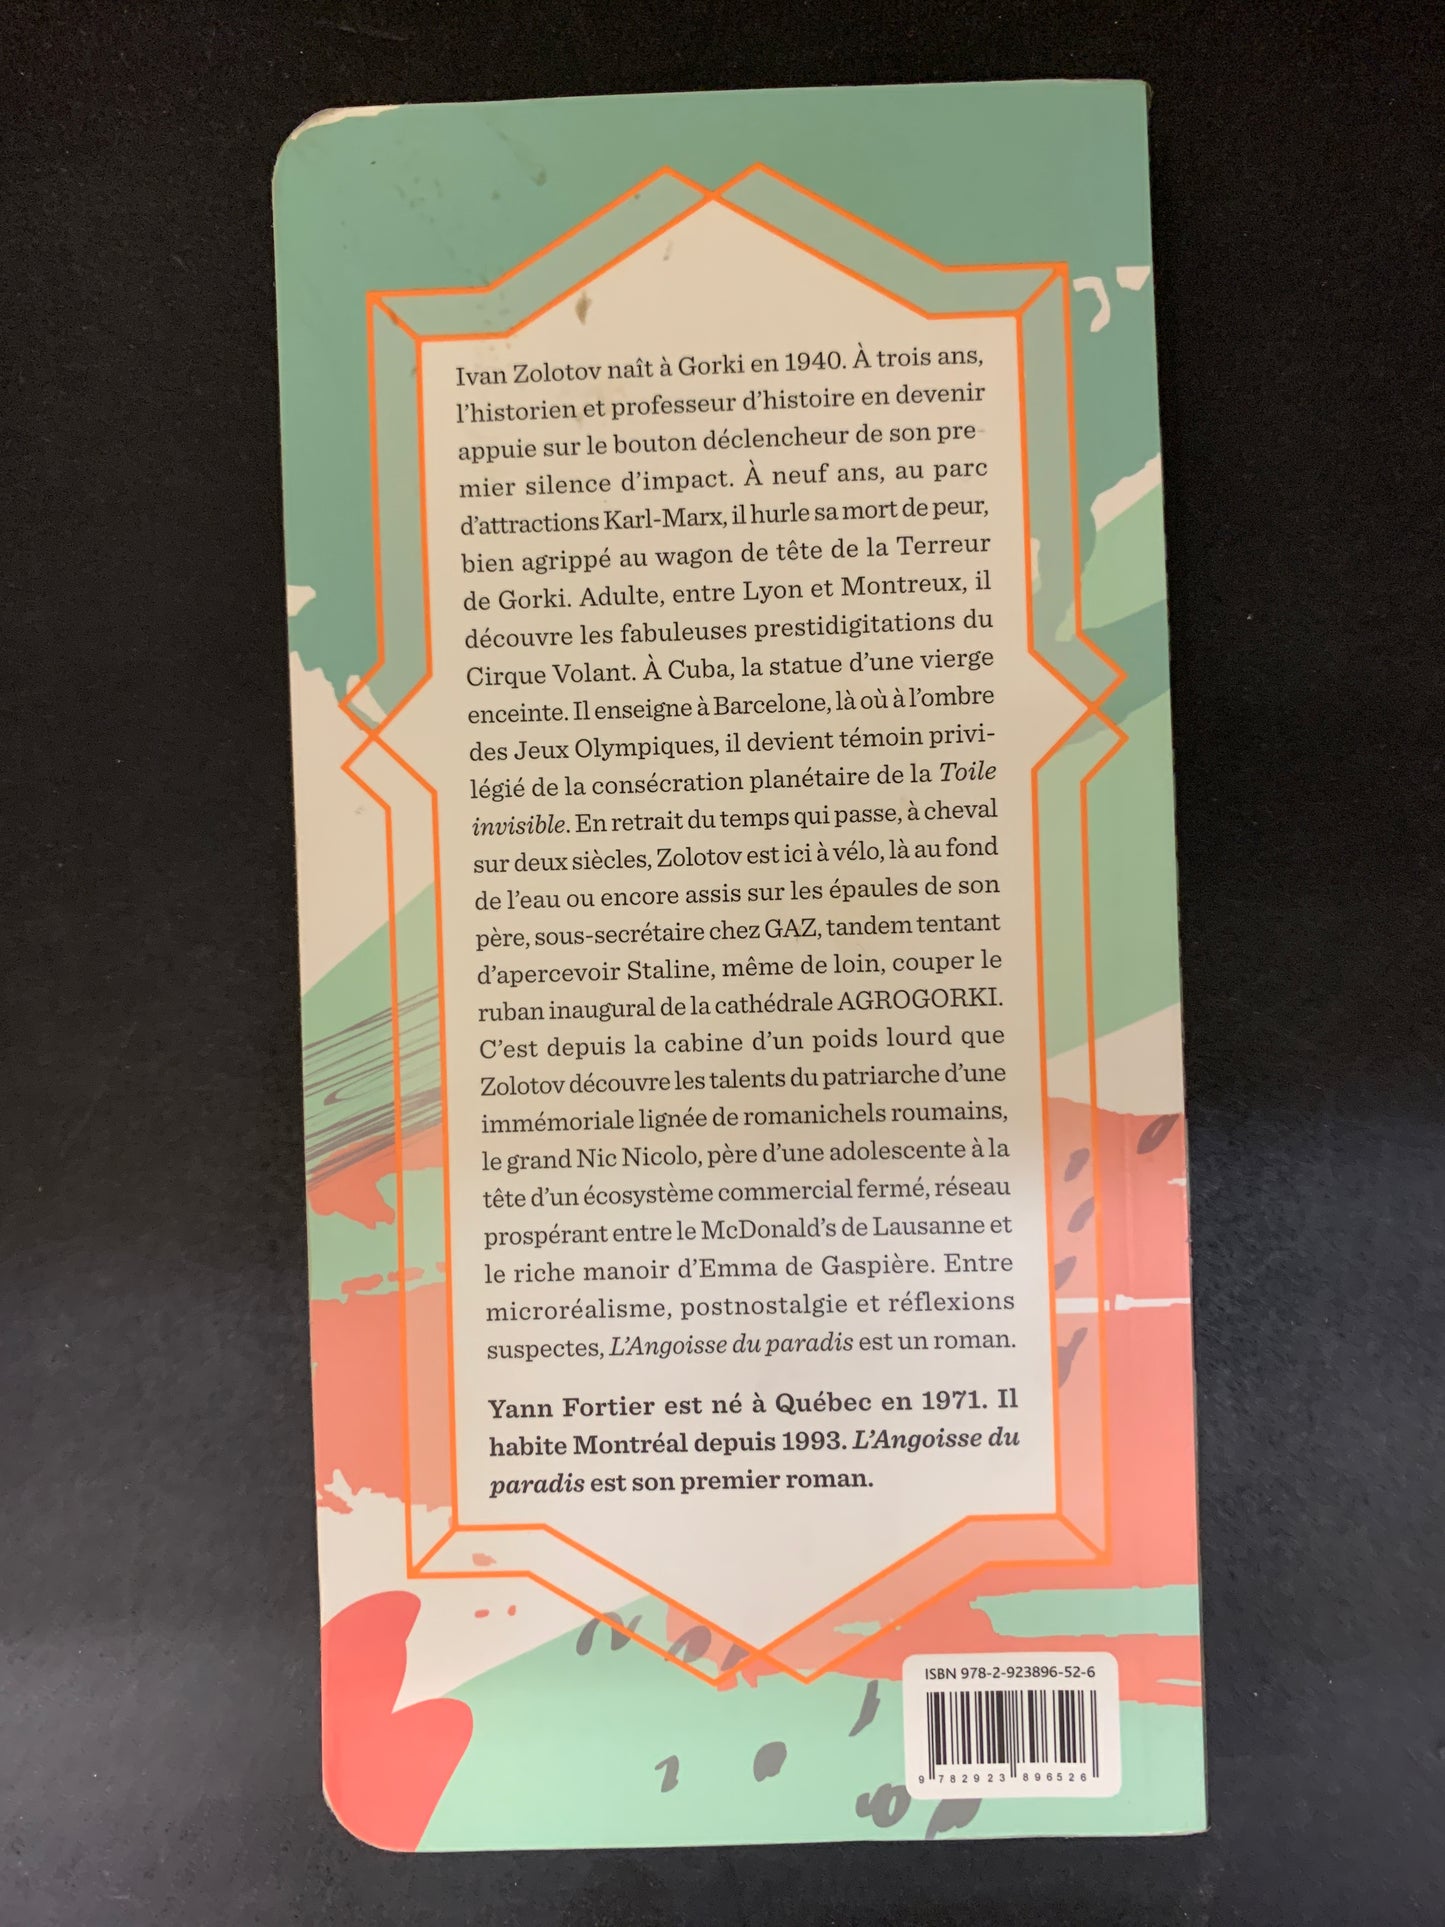 Ivan Zolotov naît à Gorki en 1940. À trois ans,
l’historien et professeur d’histoire en devenir
appuie sur le bouton déclencheur de son pre-
mier silence d’impact. À neuf ans, au parc
d’attractions Karl-Marx, il hurle sa mort de peur,
bien agrippé au wagon de tête de la Terreur
de Gorki. Adulte, entre Lyon et Montreux, il
découvre les fabuleuses prestidigitations du
Cirque Volant. À Cuba, la statue d’une vierge
enceinte. Il enseigne à Barcelone, là où à l’ombre
des Jeux Olympiques, il devient témoin privi-
légié de la consécration planétaire de la Toile
invisible. En retrait du temps qui passe, à cheval
sur deux siècles, Zolotov est ici à vélo, là au fond
de l’eau ou encore assis sur les épaules de son
père, sous-secrétaire chez GAZ, tandem tentant
d’apercevoir Staline, même de loin, couper le
ruban inaugural de la cathédrale AGROGORKI.
C’est depuis la cabine d’un poids lourd que
Zolotov découvre les talents du patriarche d’une
immémoriale lignée de romanichels roumains,
le grand Nic Nicolo, père d’une adolescente à la
tête d’un écosystème commercial fermé, réseau
prospérant entre le McDonald’s de Lausanne et
le riche manoir d’Emma de Gaspière. Entre
microréalisme, postnostalgie et réflexions
suspectes, L’Angoisse du paradis est un roman.
Yann Fortier est né à Québec en 1971. Il
habite Montréal depuis 1993. L’Angoisse du
paradis est son premier roman.
ISBN 978-2-923896-52-6
9 782923 896526